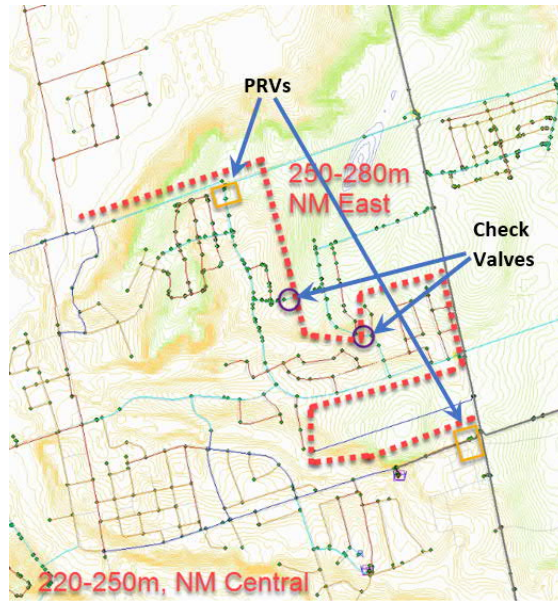 PRVs
250-280m
NM East
Check
Valves
220-250m, NM Central